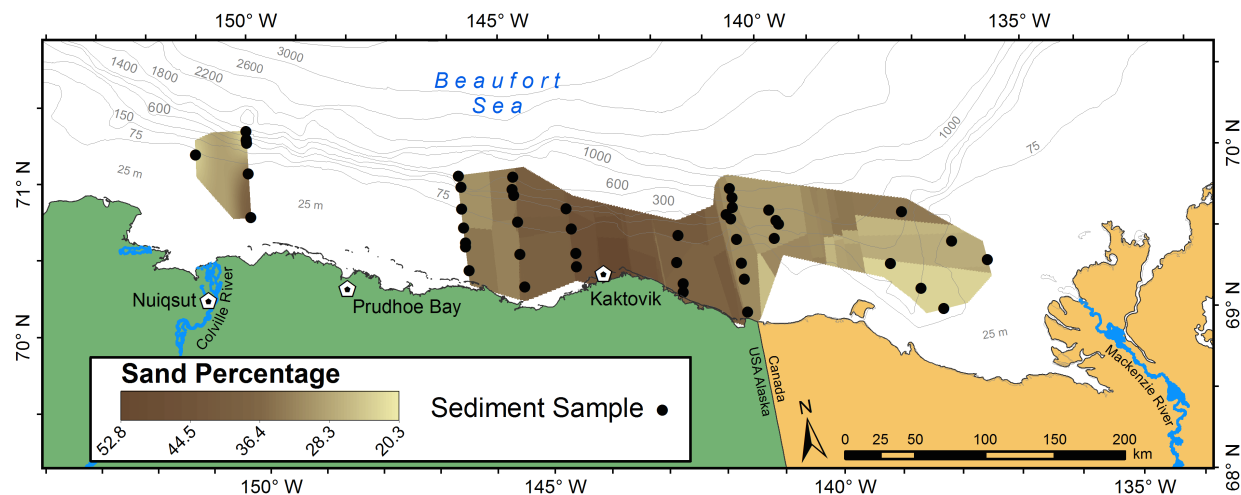 150° W
145° W
140° W
135° W
3000
2600
2200
1800
1400
600
150
75
25 m
Beaufort
Sea
1000
75
70° N
71° N
25 m
75
1000
600
300
Nuiqsut
Colville River
Prudhoe Bay
Kaktovik
25 m
69° N
70° N
Mackenzie River
USA Alaska
Canada
Sand Percentage
52.8
44.5
36.4
28.3
20.3
Sediment Sample
N
0
25
50
100
150
200
km
68° N
150° W
145° W
140° W
135° W